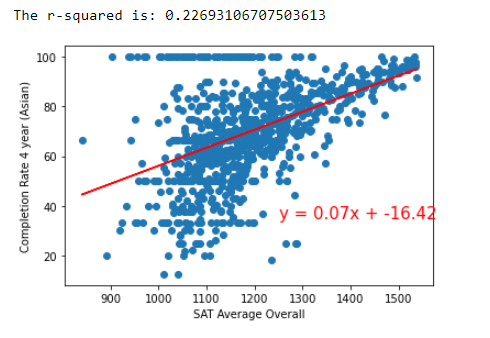 The r-squared is: 0.22693106707503613
100
80
60
40
20
Completion Rate 4 year (Asian)
y = 0.07x + -16.42
900 1000 1100 1200 1300 1400 1500
SAT Average Overall